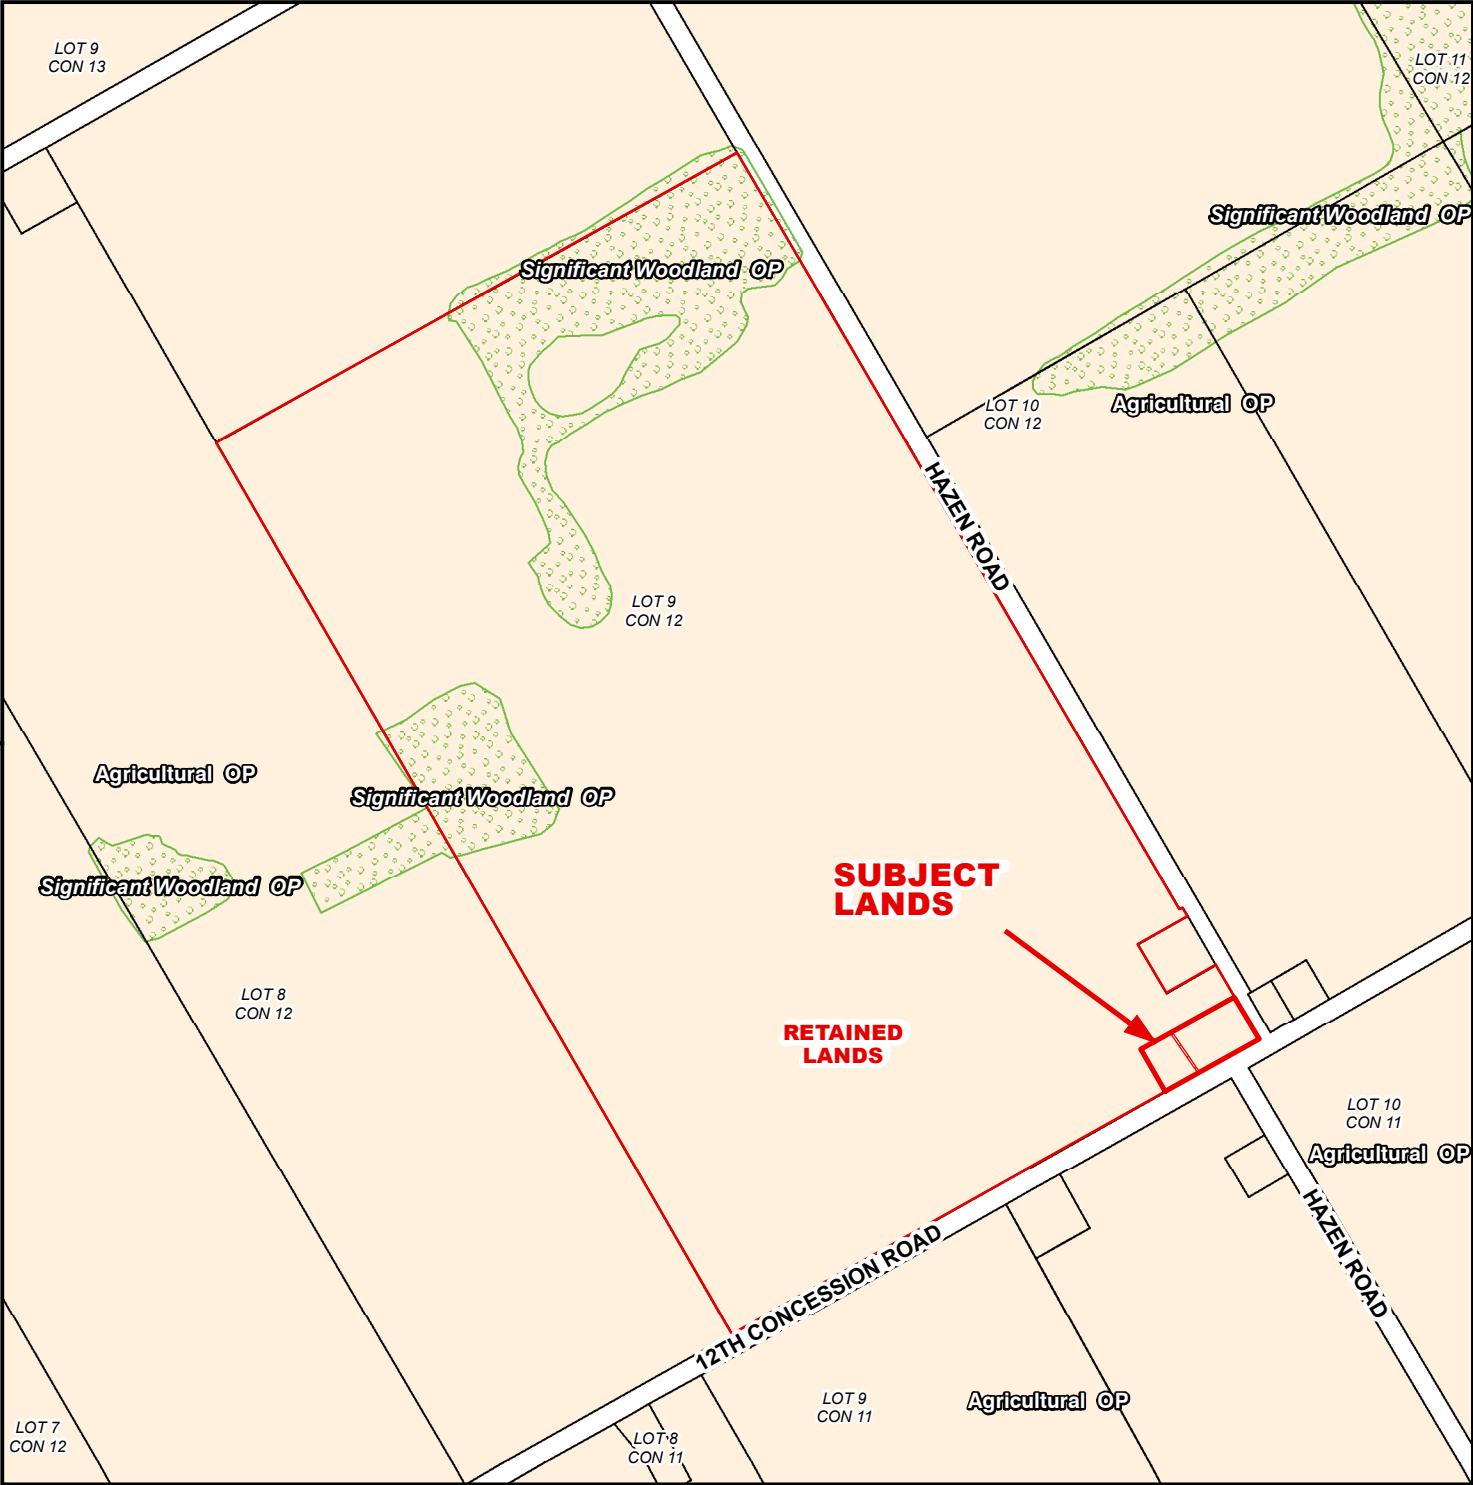 LOT 9
CON 13
LOT 11
CON 12
Significant Woodland OP
Significant Woodland OP
LOT 10
CON 12
Agricultural OP
HAZEN ROAD
LOT 9
CON 12
Agricultural OP
Significant Woodland OP
Significant Woodland OP
SUBJECT
LANDS
LOT 8
CON 12
RETAINED
LANDS
LOT 10
CON 11
Agricultural OP
HAZEN ROAD
12TH CONCESSION ROAD
LOT 9
CON 11
Agricultural OP
LOT 7
CON 12
LOT 8
CON 11